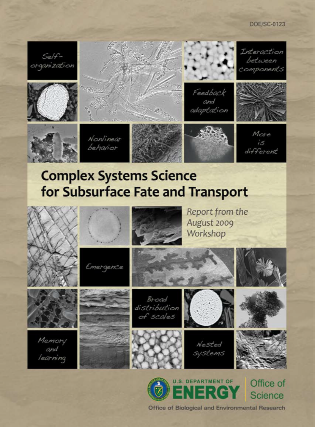 DOE/SC-0123
Self-
organization
Interaction
between
components
Feedback
and
adaptation
Nonlinear
behavior
More
is
different
Complex Systems Science
for Subsurface Fate and Transport
Report from the
August 2009
Workshop
Emergence
Broad
distribution
of scales
Memory
and
learning
Nested
systems
U.S. DEPARTMENT OF
ENERGY
Office of
Science
Office of Biological and Environmental Research